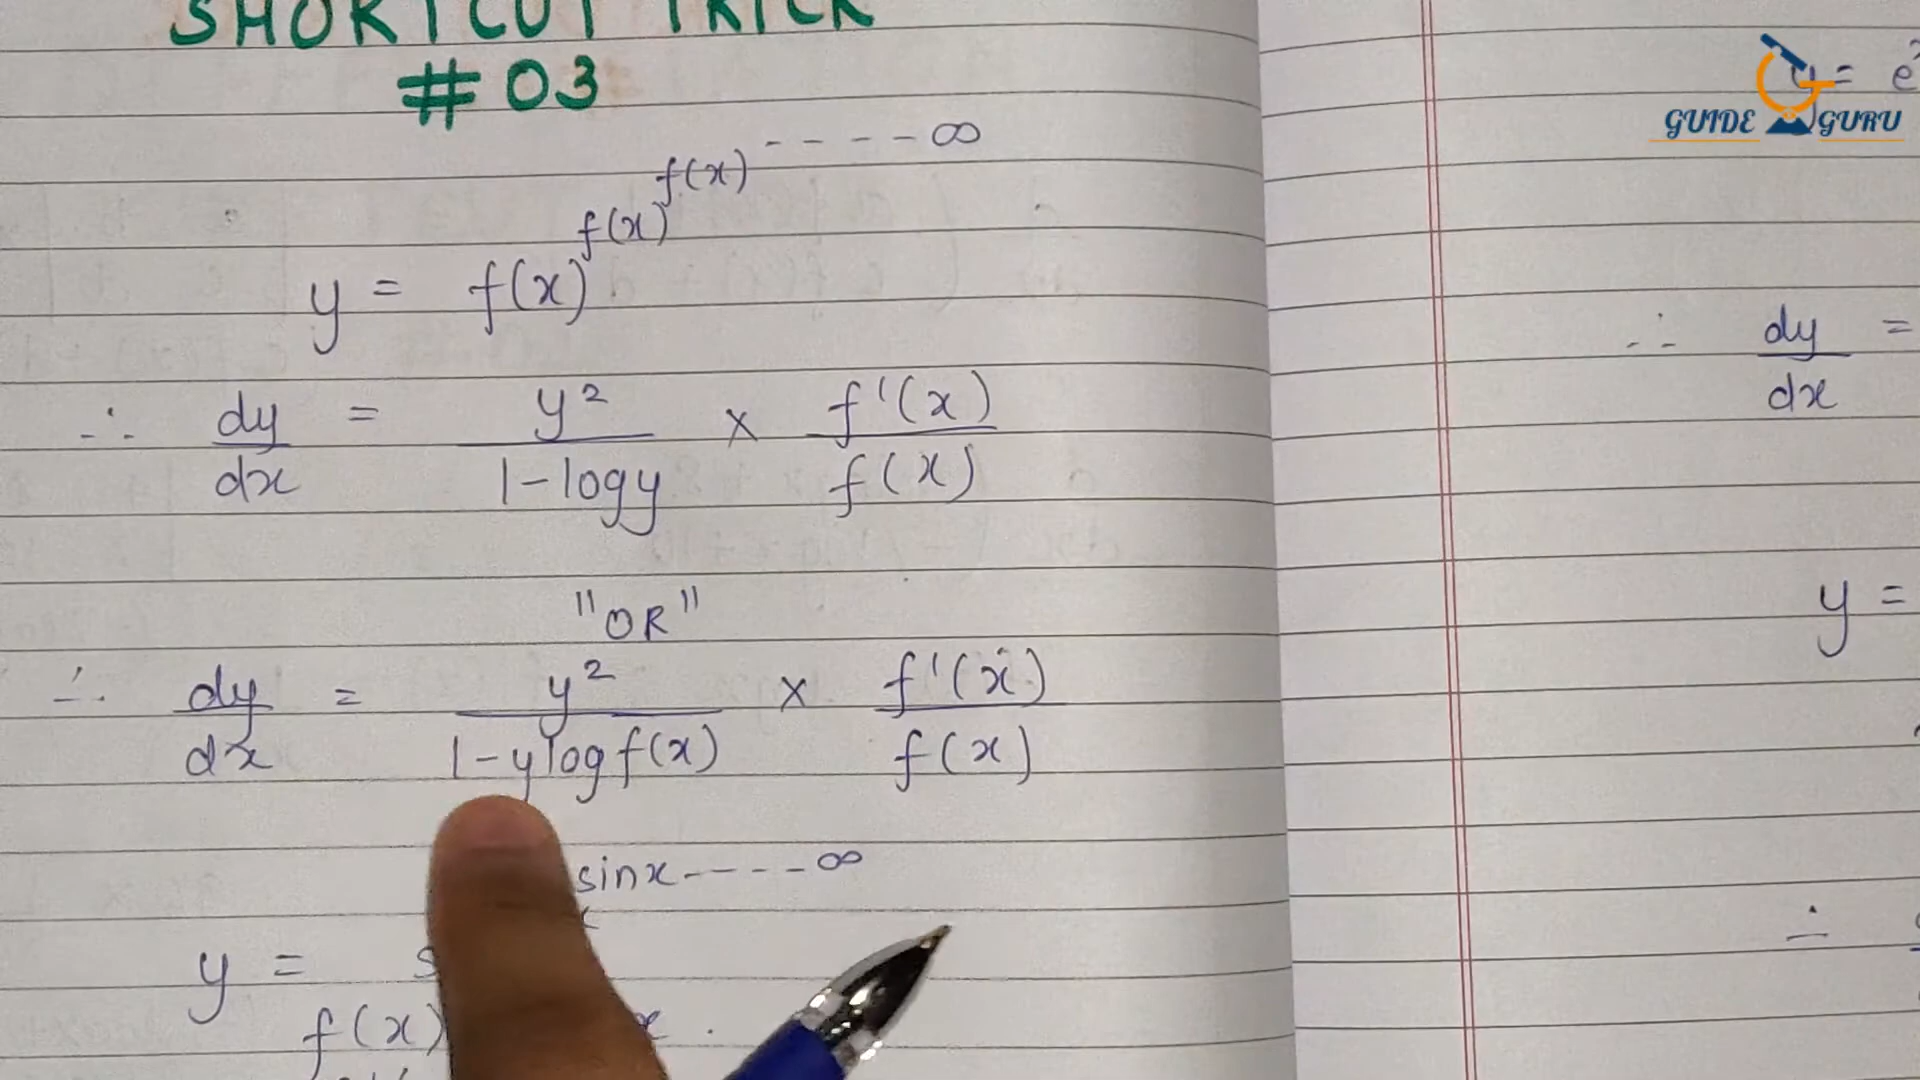 SHORTCUT TRICK
# 03
y = f(x)^f(x)^f(x)^- - - - - ∞
∴ dy/dx = y²/(1-logy) × f'(x)/f(x)
"OR"
∴ dy/dx = y²/(1-ylogf(x)) × f'(x)/f(x)
sinx - - - - ∞
y = s
f(x)
y = e
GUIDE GURU
∴ dy/dx =
y =